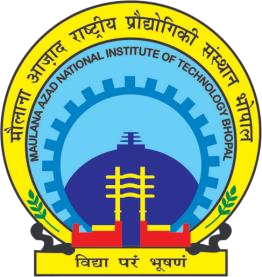 मौलाना आज़ाद राष्ट्रीय प्रौद्योगिकी संस्थान भोपाल
MAULANA AZAD NATIONAL INSTITUTE OF TECHNOLOGY BHOPAL
विद्या परं भूषणं